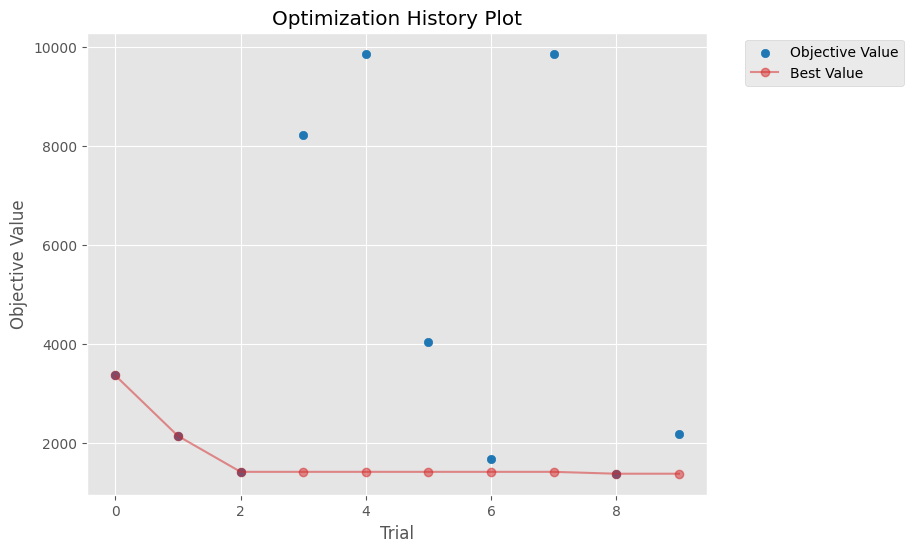 Optimization History Plot
Objective Value
Best Value
Objective Value
10000
8000
6000
4000
2000
0
2
4
6
8
Trial